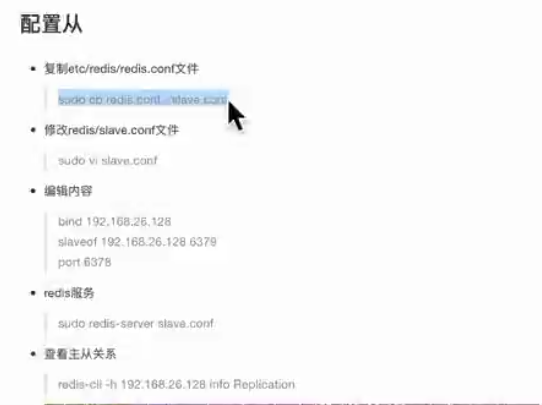 配置从
复制etc/redis/redis.conf文件
sudo cp redis.conf ./slave.conf
修改redis/slave.conf文件
sudo vi slave.conf
编辑内容
bind 192.168.26.128
slaveof 192.168.26.128 6379
port 6378
redis服务
sudo redis-server slave.conf
查看主从关系
redis-cli -h 192.168.26.128 info Replication